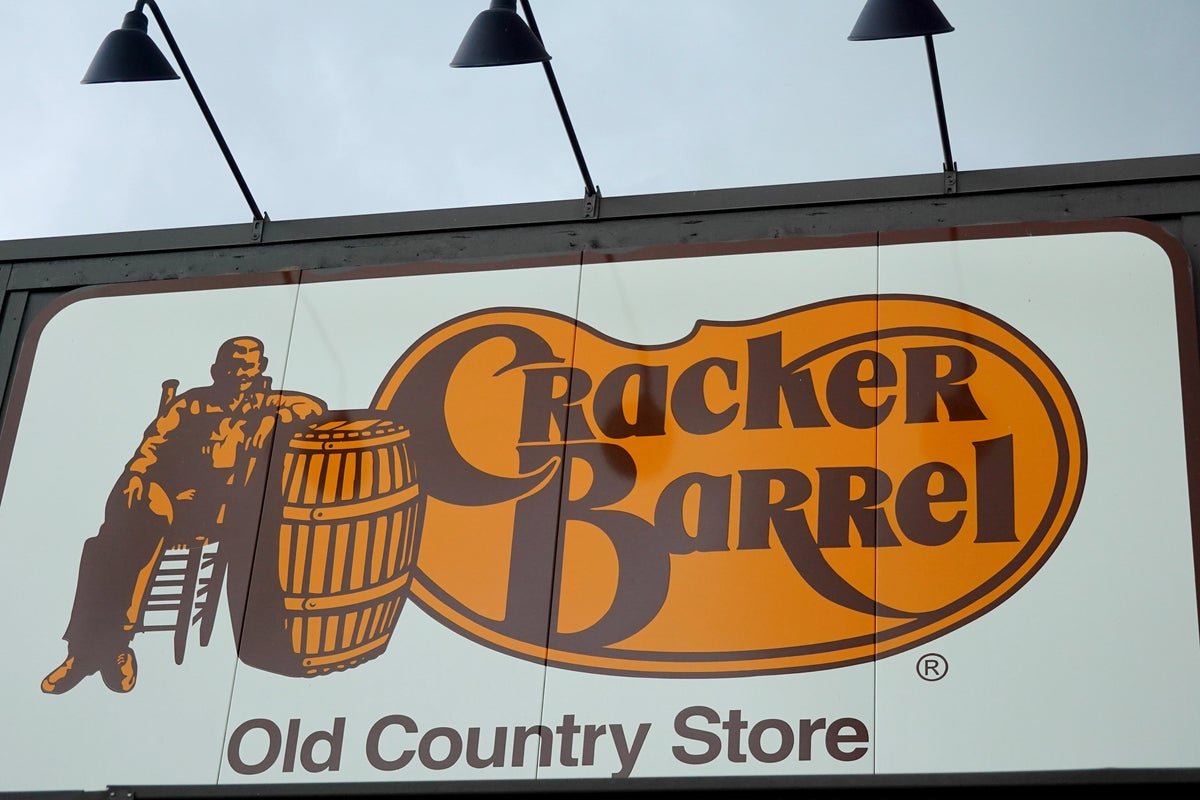 Cracker
Barrel
®
Old Country Store